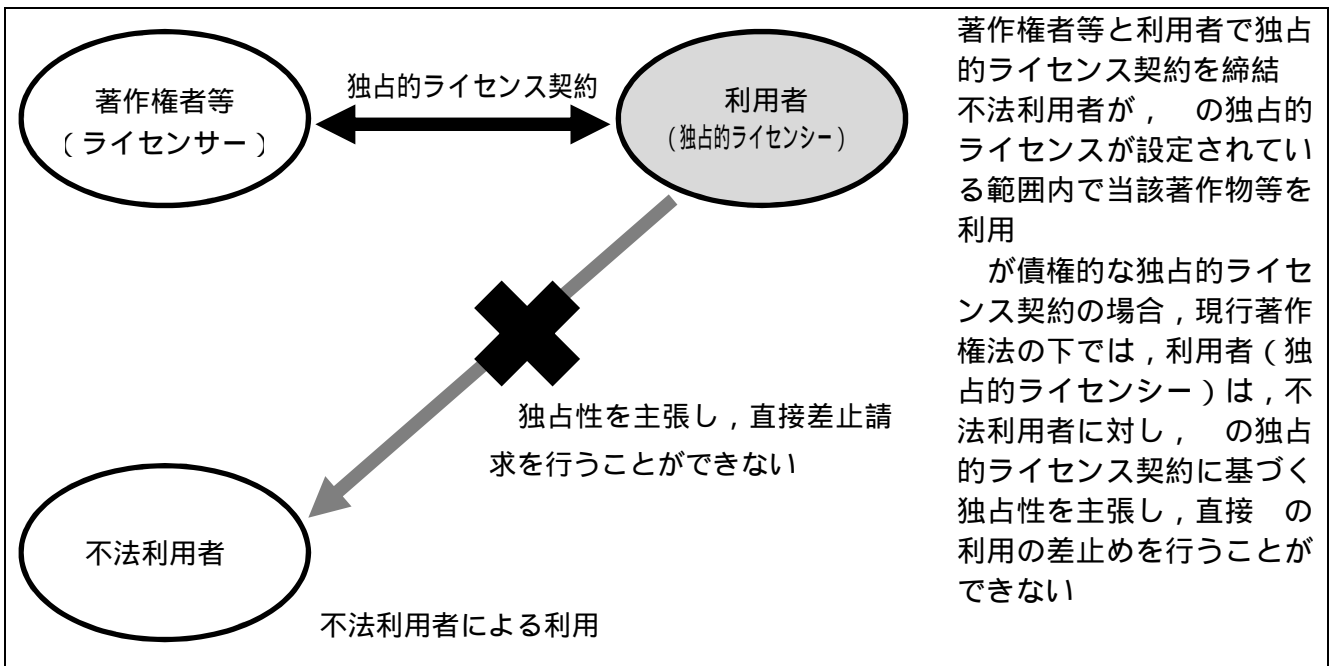 著作権者等
(ライセンサー)
独占的ライセンス契約
利用者
(独占的ライセンシー)
独占性を主張し,直接差止請
求を行うことができない
不法利用者
不法利用者による利用
著作権者等と利用者で独占
的ライセンス契約を締結
不法利用者が, の独占的
ライセンスが設定されてい
る範囲内で当該著作物等を
利用
が債権的な独占的ライセ
ンス契約の場合,現行著作
権法の下では,利用者(独
占的ライセンシー)は,不
法利用者に対し, の独占
的ライセンス契約に基づく
独占性を主張し,直接 の
利用の差止めを行うことが
できない